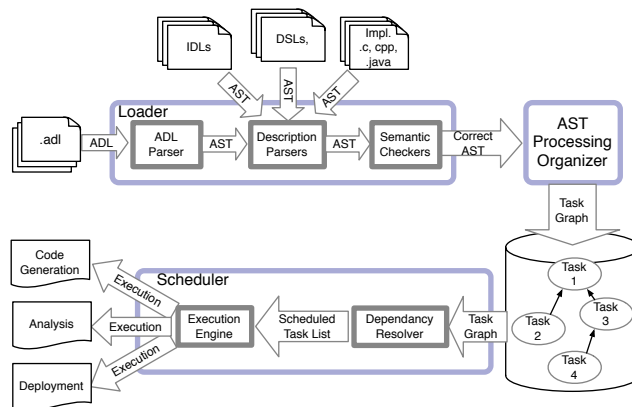 IDLs
DSLs,
Impl.
.c, cpp,
.java
AST
AST
AST
Loader
.adl
ADL
ADL
Parser
AST
Description
Parsers
AST
Semantic
Checkers
Correct
AST
AST
Processing
Organizer
Task
Graph
Code
Generation
Analysis
Deployment
Execution
Execution
Execution
Scheduler
Execution
Engine
Scheduled
Task List
Dependancy
Resolver
Task
Graph
Task
1
Task
2
Task
3
Task
4